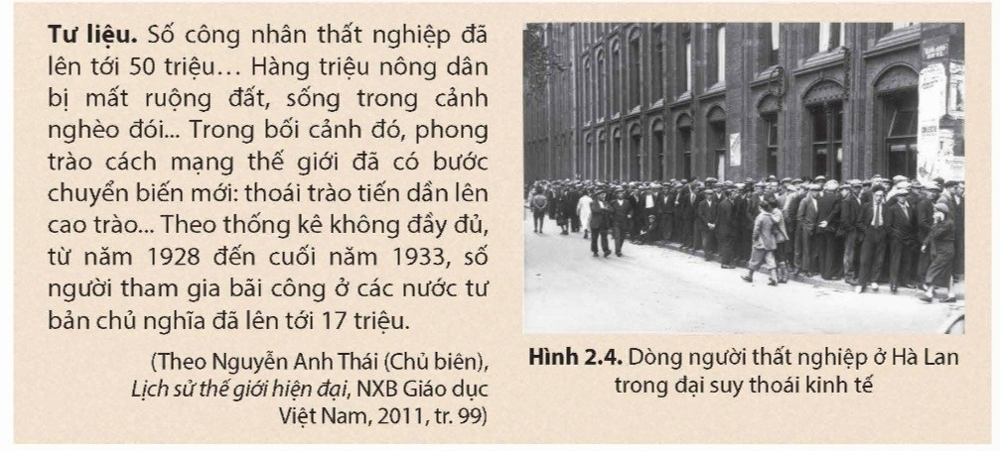 Tư liệu. Số công nhân thất nghiệp đã
lên tới 50 triệu… Hàng triệu nông dân
bị mất ruộng đất, sống trong cảnh
nghèo đói... Trong bối cảnh đó, phong
trào cách mạng thế giới đã có bước
chuyển biến mới: thoái trào tiến dần lên
cao trào... Theo thống kê không đầy đủ,
từ năm 1928 đến cuối năm 1933, số
người tham gia bãi công ở các nước tư
bản chủ nghĩa đã lên tới 17 triệu.
(Theo Nguyễn Anh Thái (Chủ biên),
Lịch sử thế giới hiện đại, NXB Giáo dục
Việt Nam, 2011, tr. 99)
Hình 2.4. Dòng người thất nghiệp ở Hà Lan
trong đại suy thoái kinh tế